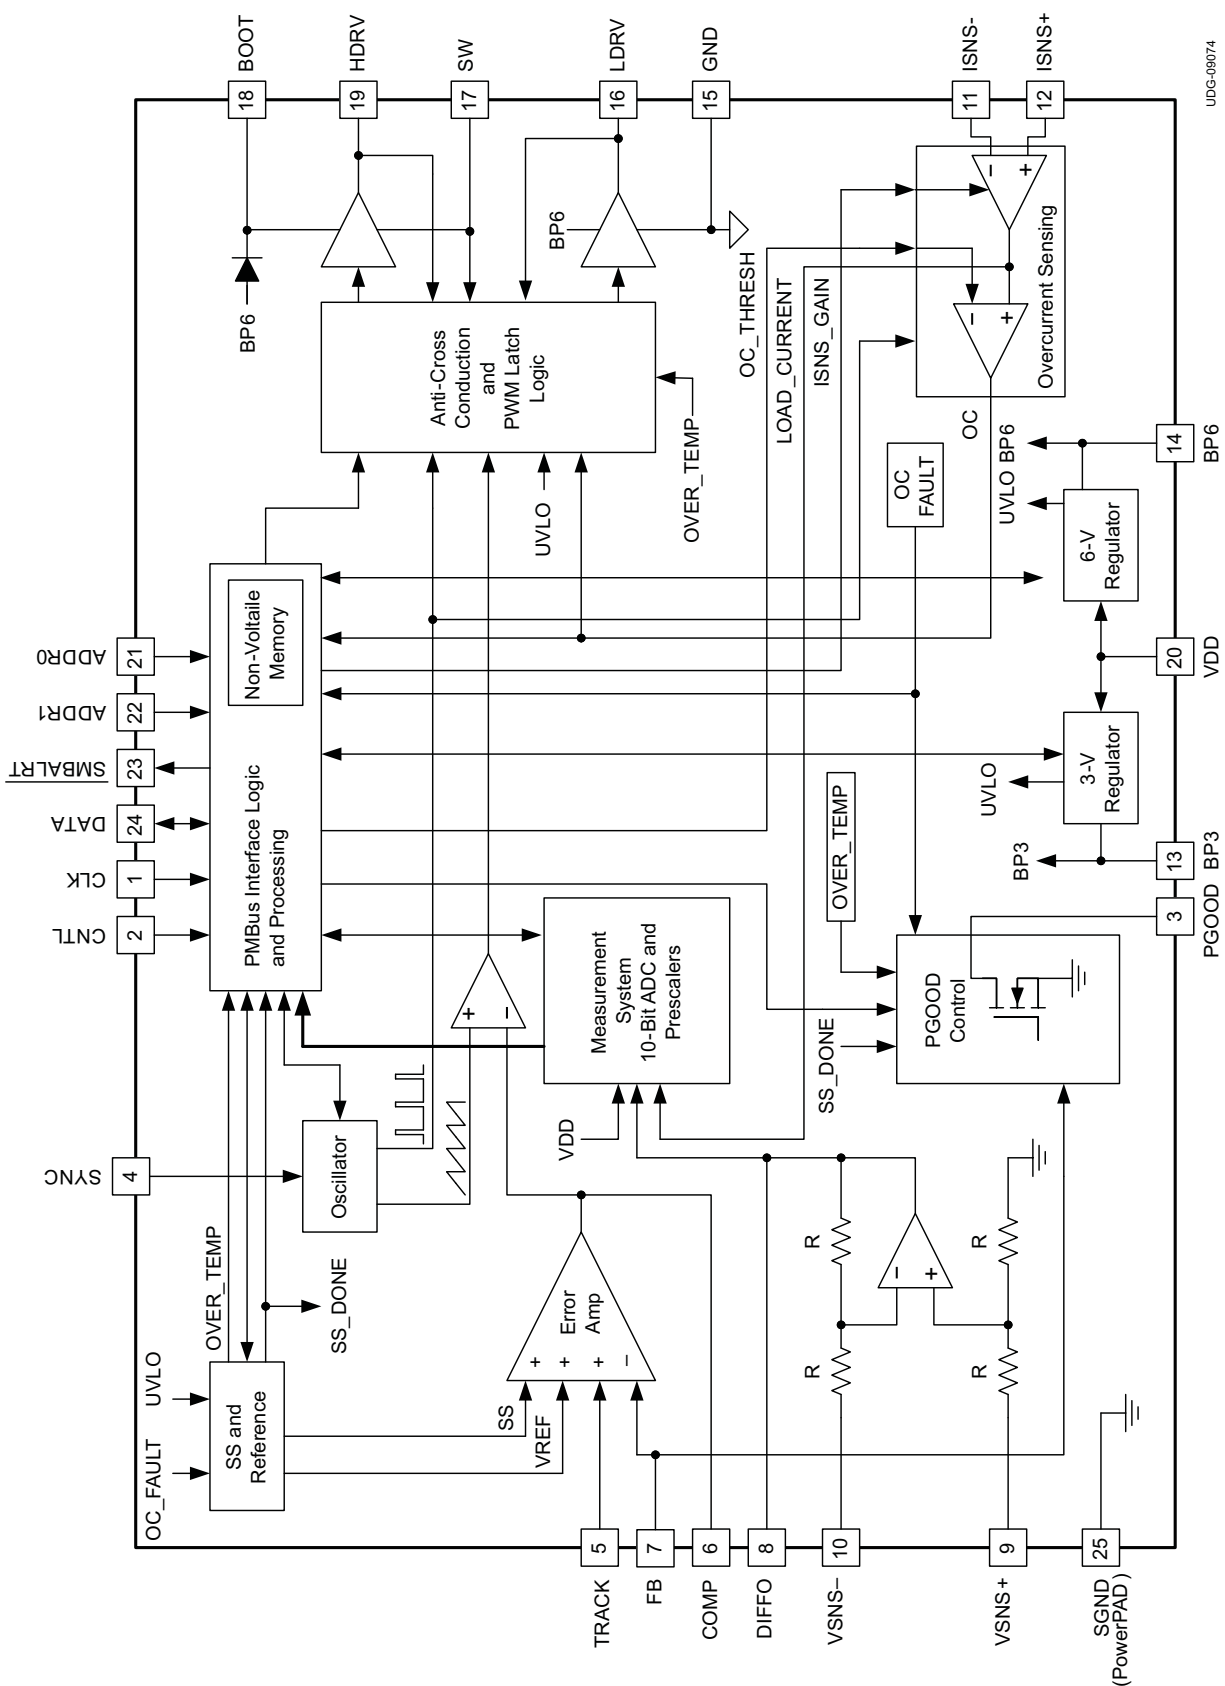 OC_FAULT
UVLO
SS and
Reference
OVER_TEMP
SS_DONE
SYNC
4
Oscillator
CNTL
2
CLK
1
DATA
24
SMBALRT
23
ADDR1
22
ADDR0
21
PMBus Interface Logic
and Processing
Non-Voltaile
Memory
BP6
BOOT
18
HDRV
19
SW
17
LDRV
16
GND
15
BP6
Anti-Cross
Conduction
and
PWM Latch
Logic
UVLO
OVER_TEMP
SS
VREF
+
+
+
–
Error
Amp
+
–
TRACK
5
FB
7
COMP
6
DIFFO
8
VSNS–
10
VSNS+
9
SGND
(PowerPAD)
25
R
R
R
R
–
+
VDD
Measurement
System
10-Bit ADC and
Prescalers
OC_THRESH
LOAD_CURRENT
ISNS_GAIN
SS_DONE
OVER_TEMP
PGOOD
Control
OC
FAULT
OC
–
+
–
+
Overcurrent Sensing
ISNS-
11
ISNS+
12
BP3
UVLO
3-V
Regulator
UVLO
BP6
6-V
Regulator
PGOOD
3
BP3
13
VDD
20
BP6
14
UDG-09074